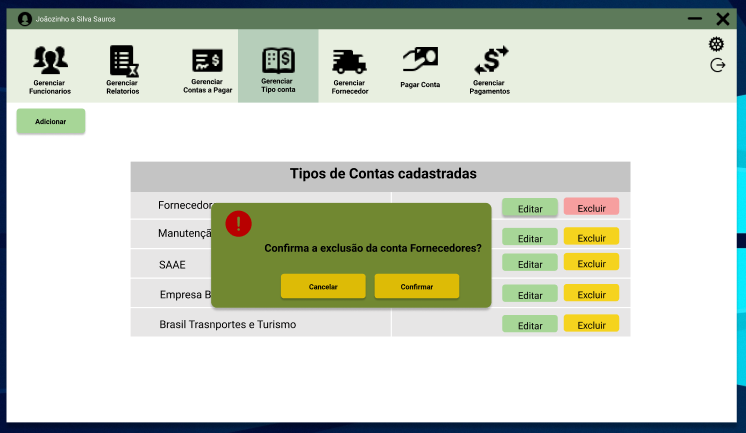 Joãozinho a Silva Sauros
Gerenciar
Funcionarios
Gerenciar
Relatorios
Gerenciar
Contas a Pagar
Gerenciar
Tipo conta
Gerenciar
Fornecedor
Pagar Conta
Gerenciar
Pagamentos
Adicionar
Tipos de Contas cadastradas
Fornecedor
Editar
Excluir
Manutençã
Editar
Excluir
SAAE
Editar
Excluir
Empresa B
Editar
Excluir
Brasil Trasnportes e Turismo
Editar
Excluir
Confirma a exclusão da conta Fornecedores?
Cancelar
Confirmar